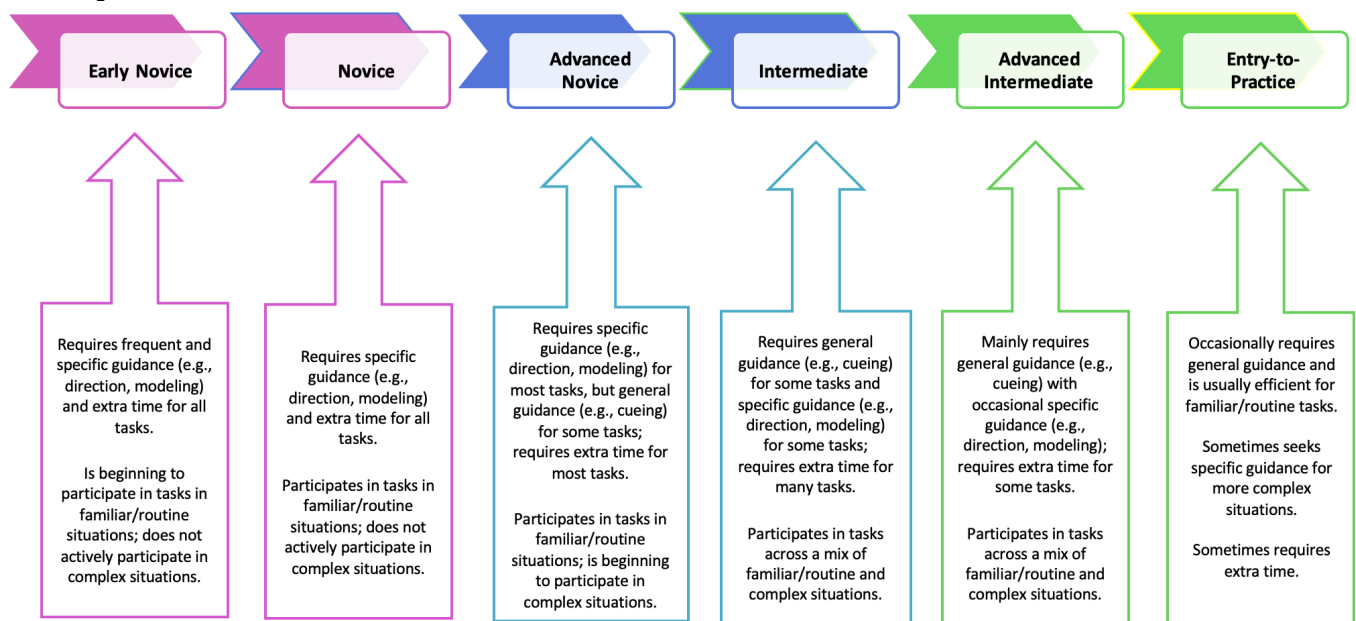 Early Novice
Novice
Advanced
Novice
Intermediate
Advanced
Intermediate
Entry-to-
Practice
Requires frequent and
specific guidance (e.g.,
direction, modeling)
and extra time for all
tasks.
Is beginning to
participate in tasks in
familiar/routine
situations; does not
actively participate in
complex situations.
Requires specific
guidance (e.g.,
direction, modeling)
and extra time for all
tasks.
Participates in tasks in
familiar/routine
situations; does not
actively participate in
complex situations.
Requires specific
guidance (e.g.,
direction, modeling) for
most tasks, but general
guidance (e.g., cueing)
for some tasks;
requires extra time for
most tasks.
Participates in tasks in
familiar/routine
situations; is beginning
to participate in
complex situations.
Requires general
guidance (e.g., cueing)
for some tasks and
specific guidance (e.g.,
direction, modeling)
for some tasks;
requires extra time for
many tasks.
Participates in tasks
across a mix of
familiar/routine and
complex situations.
Mainly requires
general guidance (e.g.,
cueing) with
occasional specific
guidance (e.g.,
direction, modeling);
requires extra time for
some tasks.
Participates in tasks
across a mix of
familiar/routine and
complex situations.
Occasionally requires
general guidance and
is usually efficient for
familiar/routine tasks.
Sometimes seeks
specific guidance for
more complex
situations.
Sometimes requires
extra time.